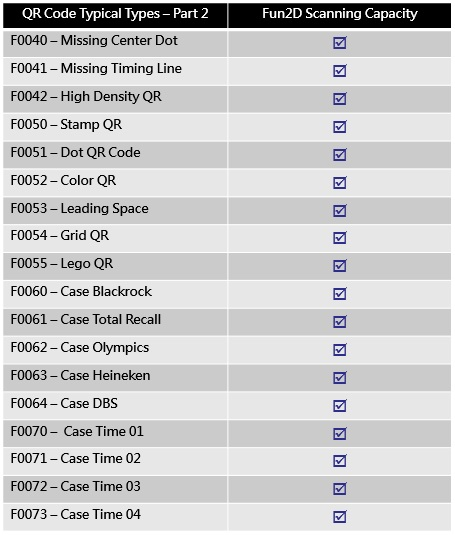 QR Code Typical Types – Part 2 Fun2D Scanning Capacity
F0040 – Missing Center Dot ☑
F0041 – Missing Timing Line ☑
F0042 – High Density QR ☑
F0050 – Stamp QR ☑
F0051 – Dot QR Code ☑
F0052 – Color QR ☑
F0053 – Leading Space ☑
F0054 – Grid QR ☑
F0055 – Lego QR ☑
F0060 – Case Blackrock ☑
F0061 – Case Total Recall ☑
F0062 – Case Olympics ☑
F0063 – Case Heineken ☑
F0064 – Case DBS ☑
F0070 – Case Time 01 ☑
F0071 – Case Time 02 ☑
F0072 – Case Time 03 ☑
F0073 – Case Time 04 ☑